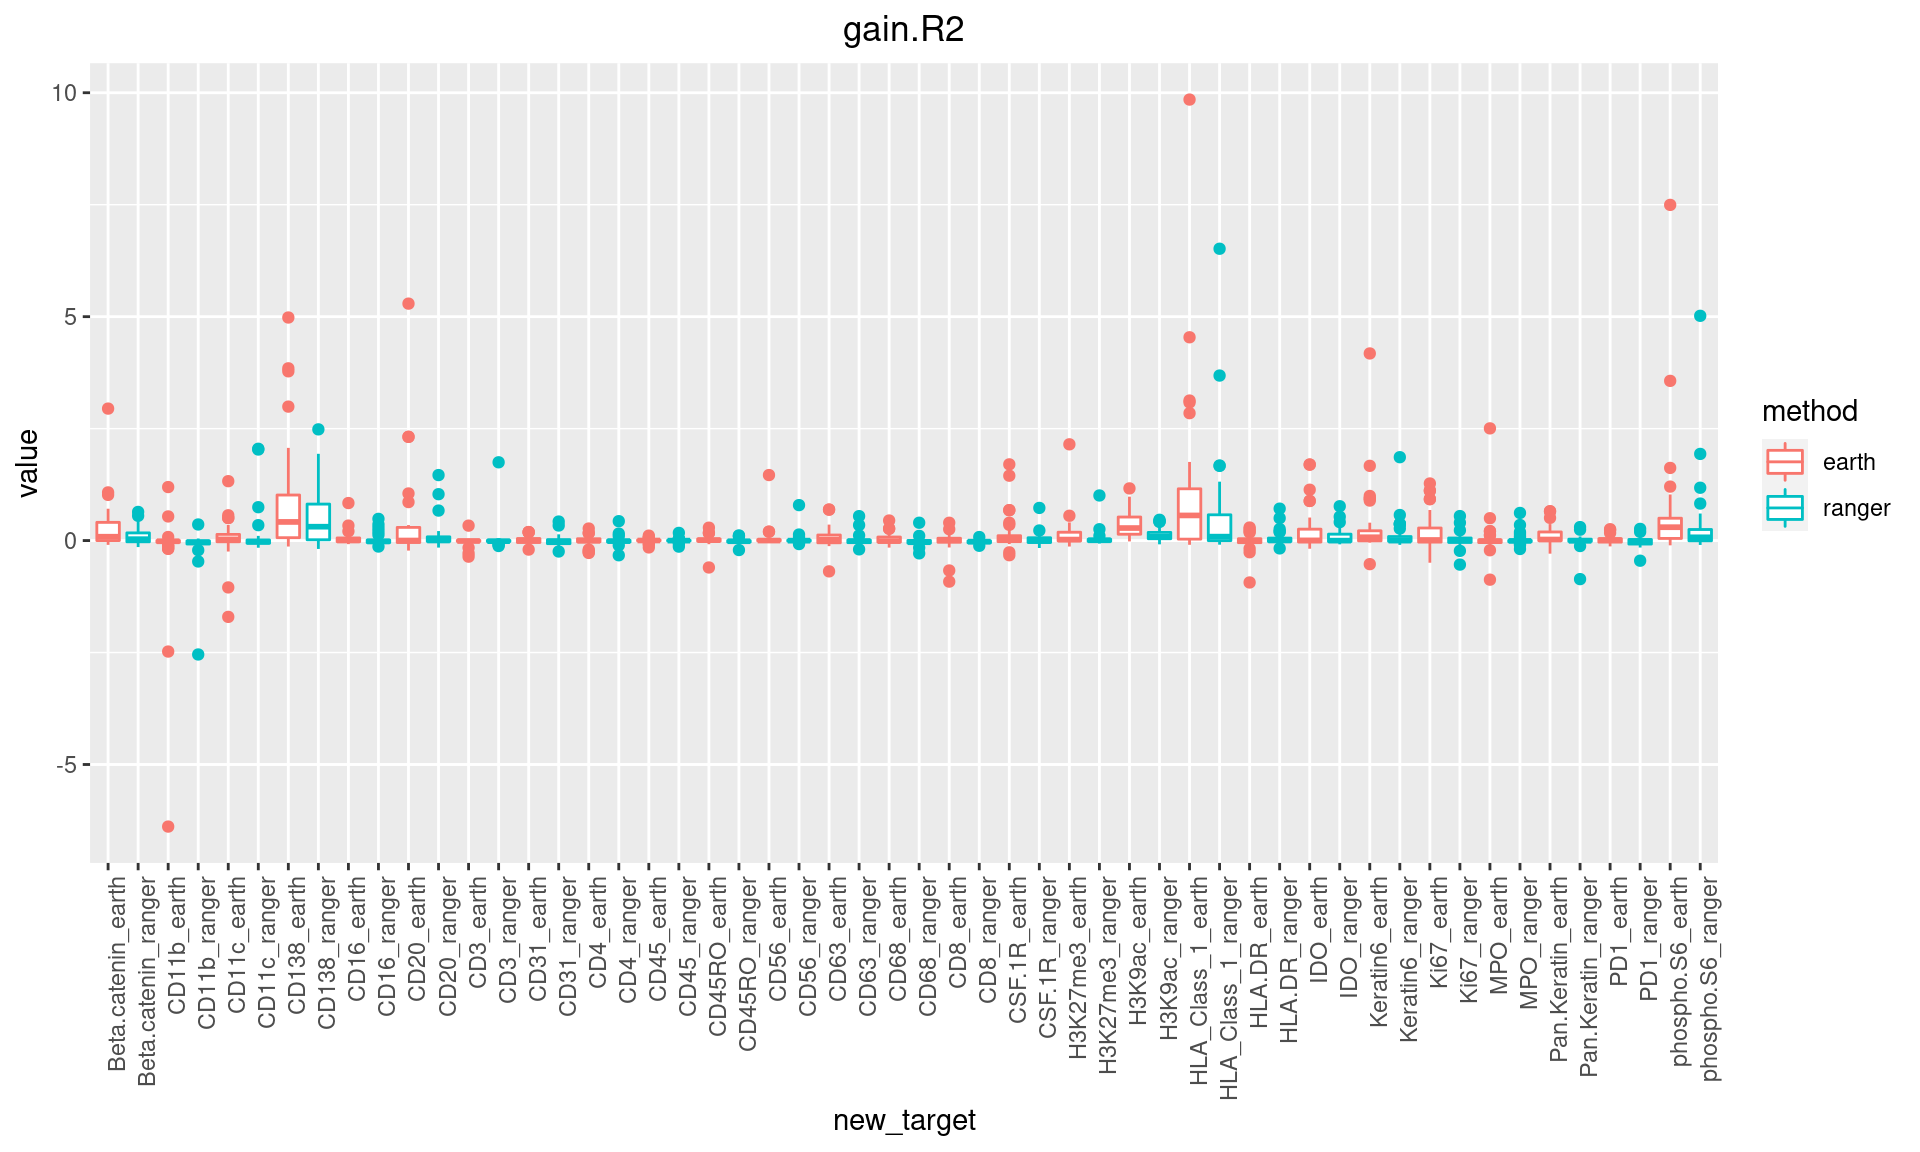 gain.R2
10
5
0
-5
value
Beta.catenin_earth
Beta.catenin_ranger
CD11b_earth
CD11b_ranger
CD11c_earth
CD11c_ranger
CD138_earth
CD138_ranger
CD16_earth
CD16_ranger
CD20_earth
CD20_ranger
CD3_earth
CD3_ranger
CD31_earth
CD31_ranger
CD4_earth
CD4_ranger
CD45_earth
CD45_ranger
CD45RO_earth
CD45RO_ranger
CD56_earth
CD56_ranger
CD63_earth
CD63_ranger
CD68_earth
CD68_ranger
CD8_earth
CD8_ranger
CSF.1R_earth
CSF.1R_ranger
H3K27me3_earth
H3K27me3_ranger
H3K9ac_earth
H3K9ac_ranger
HLA_Class_1_earth
HLA_Class_1_ranger
HLA.DR_earth
HLA.DR_ranger
IDO_earth
IDO_ranger
Keratin6_earth
Keratin6_ranger
Ki67_earth
Ki67_ranger
MPO_earth
MPO_ranger
Pan.Keratin_earth
Pan.Keratin_ranger
PD1_earth
PD1_ranger
phospho.S6_earth
phospho.S6_ranger
new_target
method
earth
ranger